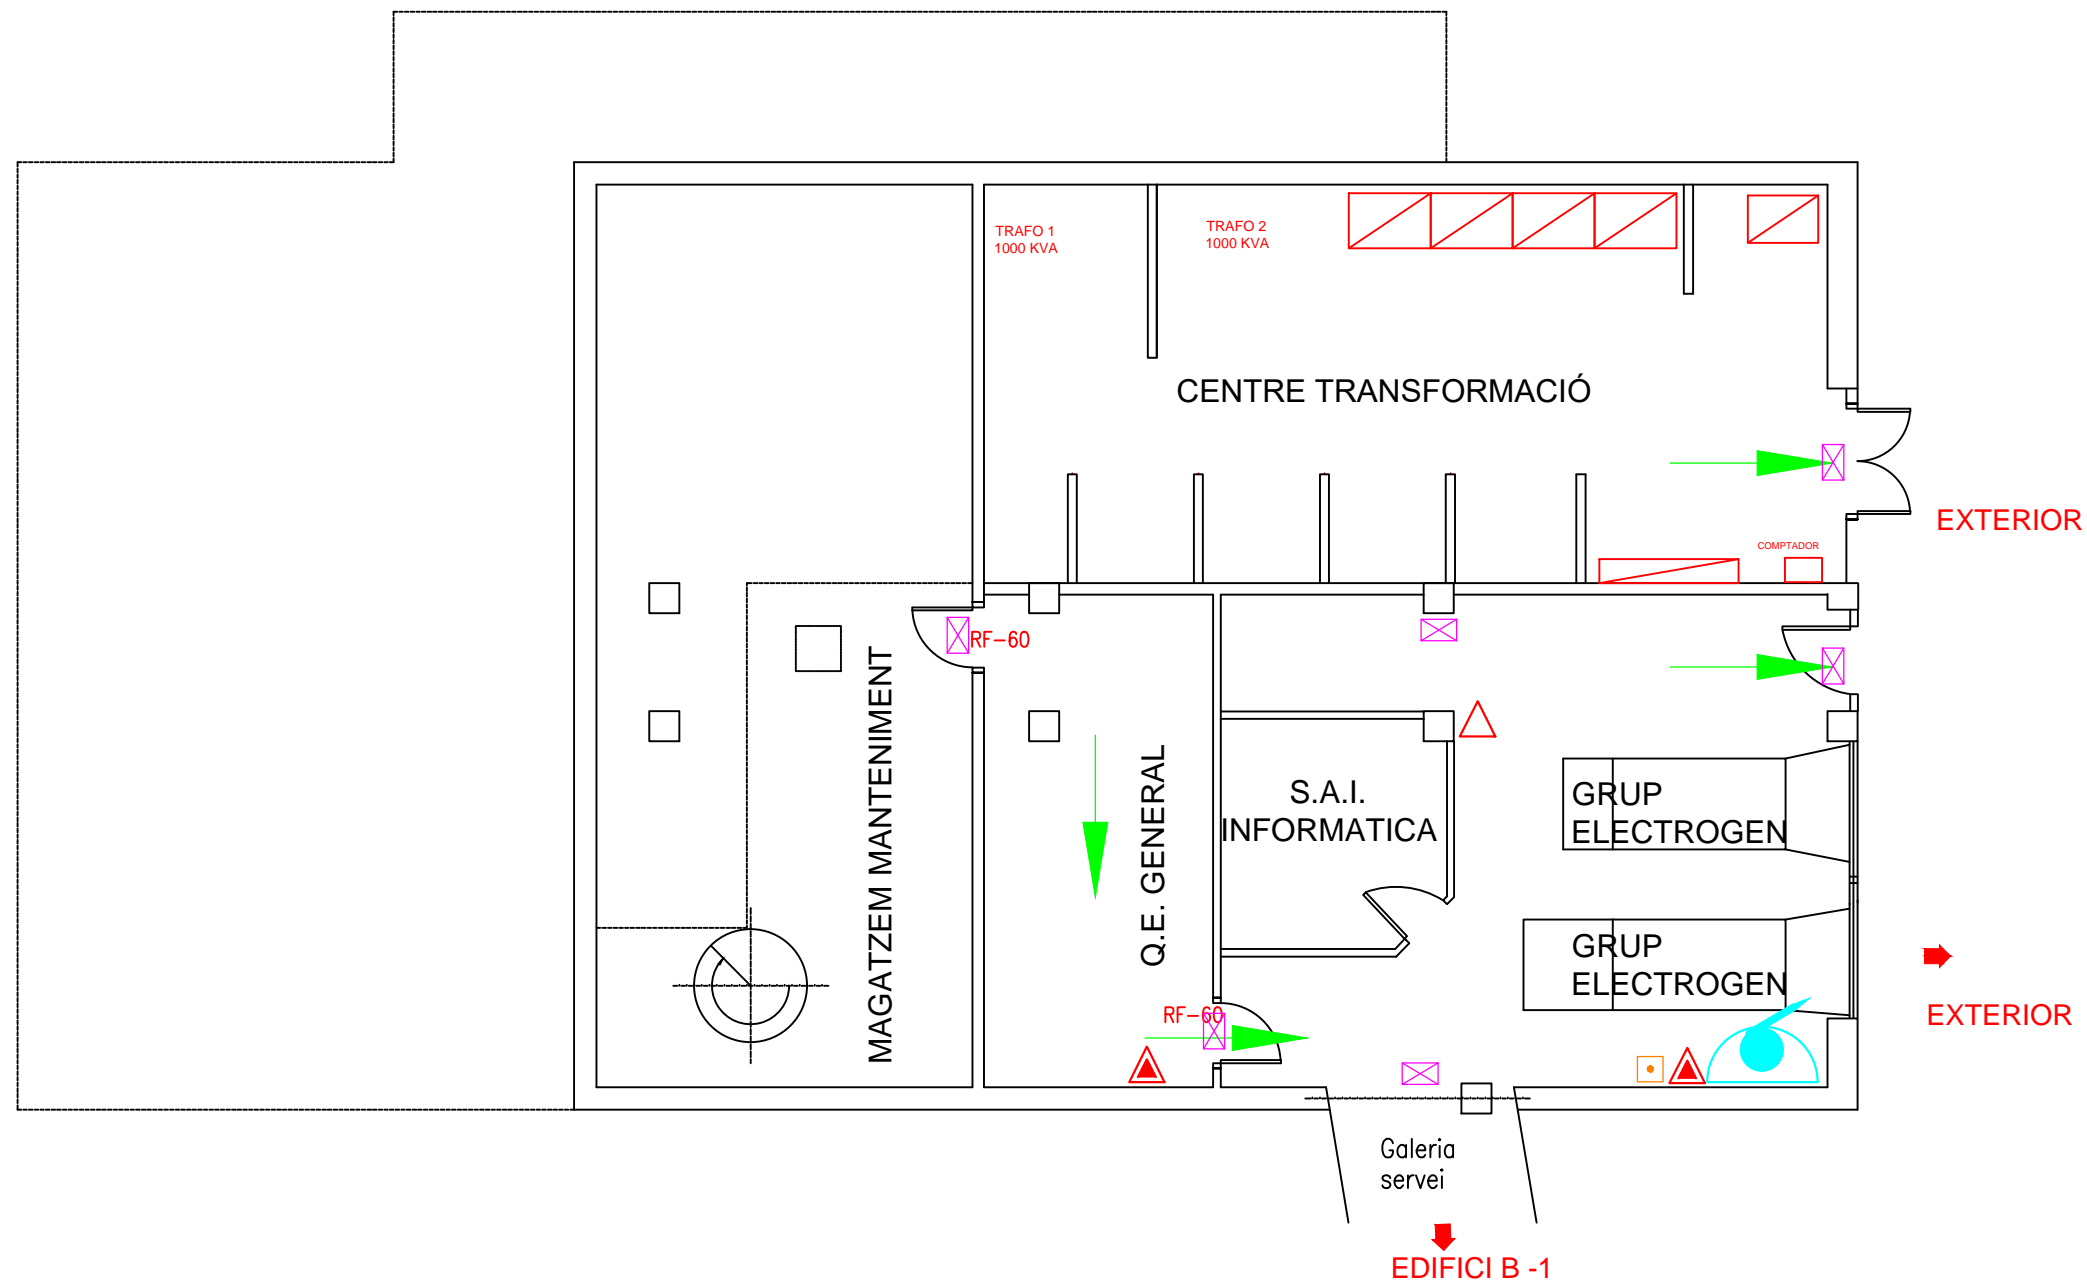 TRAFO 1
1000 KVA
TRAFO 2
1000 KVA
CENTRE TRANSFORMACIÓ
EXTERIOR
COMPTADOR
RF-60
MAGATZEM MANTENIMENT
Q.E. GENERAL
S.A.I.
INFORMATICA
GRUP
ELECTROGEN
GRUP
ELECTROGEN
RF-60
EXTERIOR
Galeria
servei
EDIFICI B -1